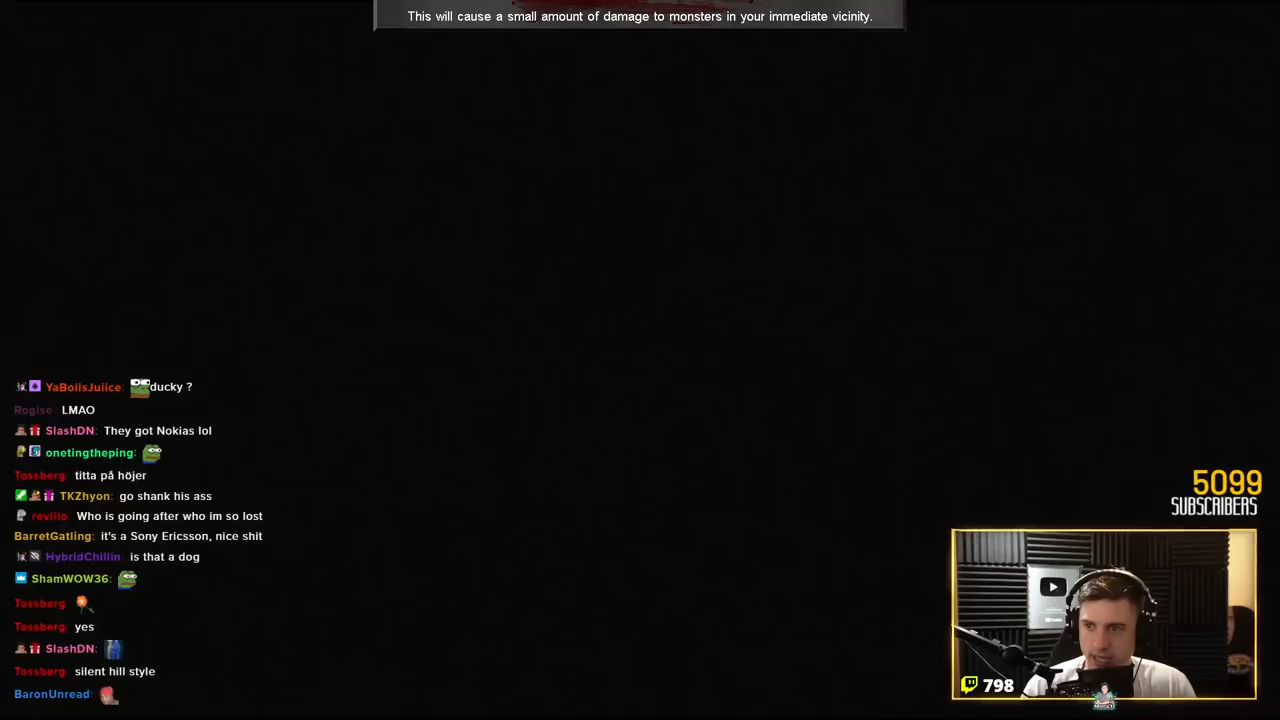 This will cause a small amount of damage to monsters in your immediate vicinity.
YaBoiisJuiice: ducky ?
Rogise LMAO
SlashDN: They got Nokias lol
onetingtheping:
Tossberg: titta på höjer
TKZhyon: go shank his ass
reviiio: Who is going after who im so lost
BarretGatling: it's a Sony Ericsson, nice shit
HybridChillin: is that a dog
ShamWOW36:
Tossberg:
Tossberg: yes
SlashDN:
Tossberg: silent hill style
BaronUnread:
5099
SUBSCRIBERS
798